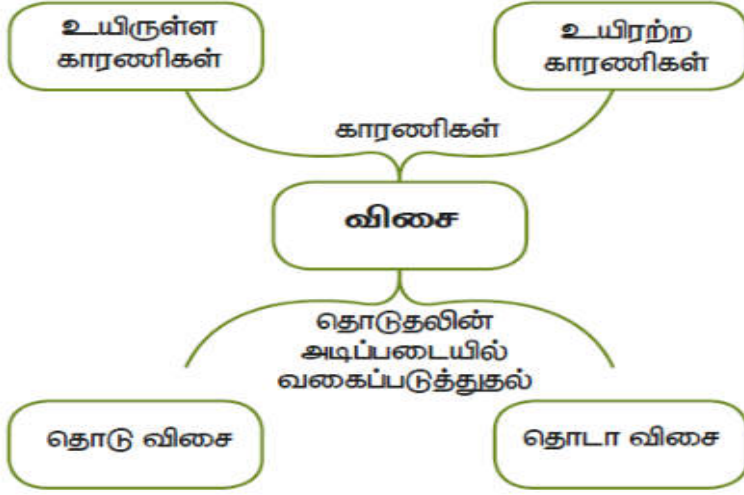 உயிருள்ள
காரணிகள்
உயிரற்ற
காரணிகள்
காரணிகள்
விசை
தொடுதலின்
அடிப்படையில்
வகைப்படுத்துதல்
தொடு விசை
தொடா விசை